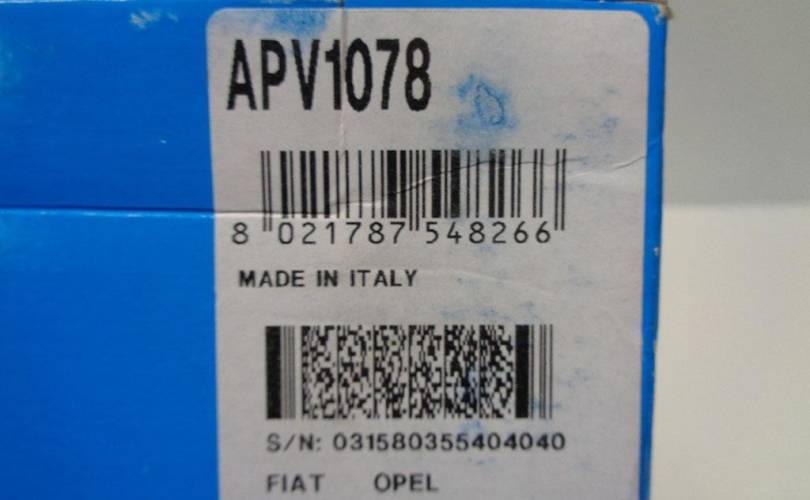 APV1078
8 021787 548266
MADE IN ITALY
S/N: 031580355404040
FIAT OPEL